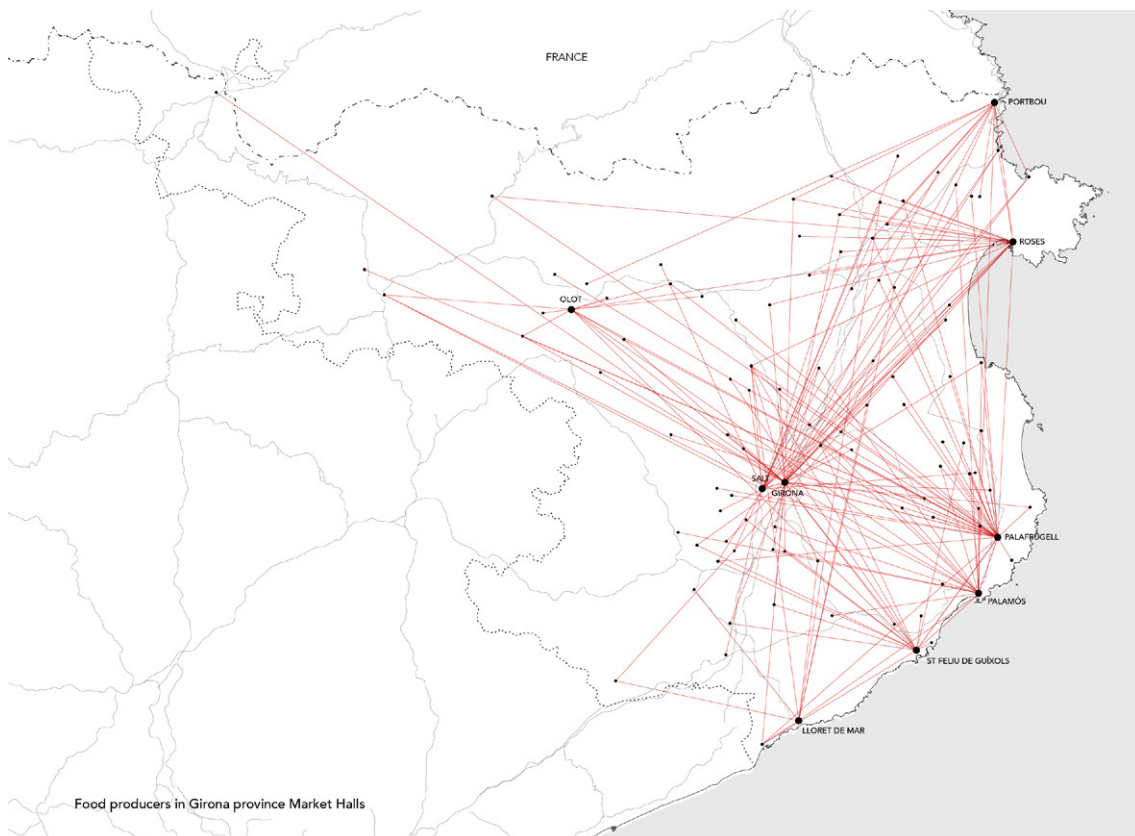 FRANCE
PORTBOU
ROSES
OLOT
SALT
GIRONA
PALAFRUGELL
PALAMÓS
ST FELIU DE GUÍXOLS
LLORET DE MAR
Food producers in Girona province Market Halls